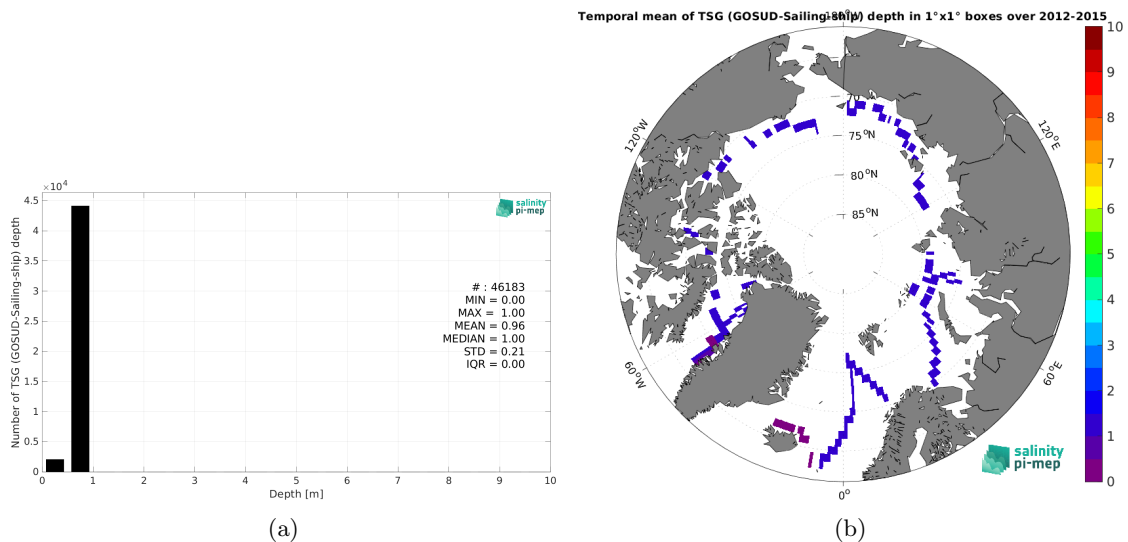 ×10⁴
4.5
4
3.5
3
2.5
2
1.5
1
0.5
0
Number of TSG (GOSUD-Sailing-ship) depth
0 1 2 3 4 5 6 7 8 9 10
Depth [m]
salinity
pi-mep
# : 46183
MIN = 0.00
MAX = 1.00
MEAN = 0.96
MEDIAN = 1.00
STD = 0.21
IQR = 0.00
(a)
Temporal mean of TSG (GOSUD-Sailing-ship) depth in 1°x1° boxes over 2012-2015
120°W
120°E
75°N
80°N
85°N
60°W
60°E
0°
salinity
pi-mep
10
9
8
7
6
5
4
3
2
1
0
(b)